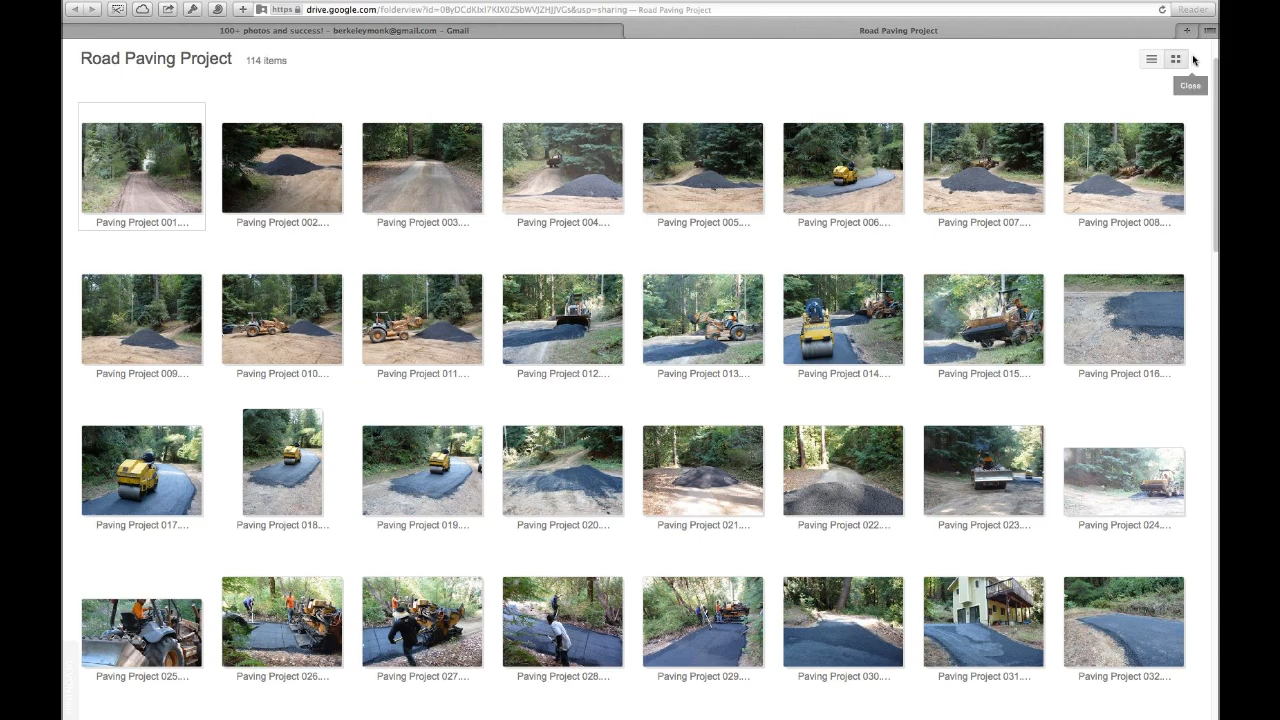 https drive.google.com/folderview?id=0ByDCdKJxI7KIX0ZSbWVJZHJJVGs&usp=sharing — Road Paving Project Reader
100+ photos and success! – berkeleymonk@gmail.com – Gmail Road Paving Project +
Road Paving Project 114 items
Close
Paving Project 001.... Paving Project 002.... Paving Project 003.... Paving Project 004.... Paving Project 005.... Paving Project 006.... Paving Project 007.... Paving Project 008....
Paving Project 009.... Paving Project 010.... Paving Project 011.... Paving Project 012.... Paving Project 013.... Paving Project 014.... Paving Project 015.... Paving Project 016....
Paving Project 017.... Paving Project 018.... Paving Project 019.... Paving Project 020.... Paving Project 021.... Paving Project 022.... Paving Project 023.... Paving Project 024....
Paving Project 025.... Paving Project 026.... Paving Project 027.... Paving Project 028.... Paving Project 029.... Paving Project 030.... Paving Project 031.... Paving Project 032....